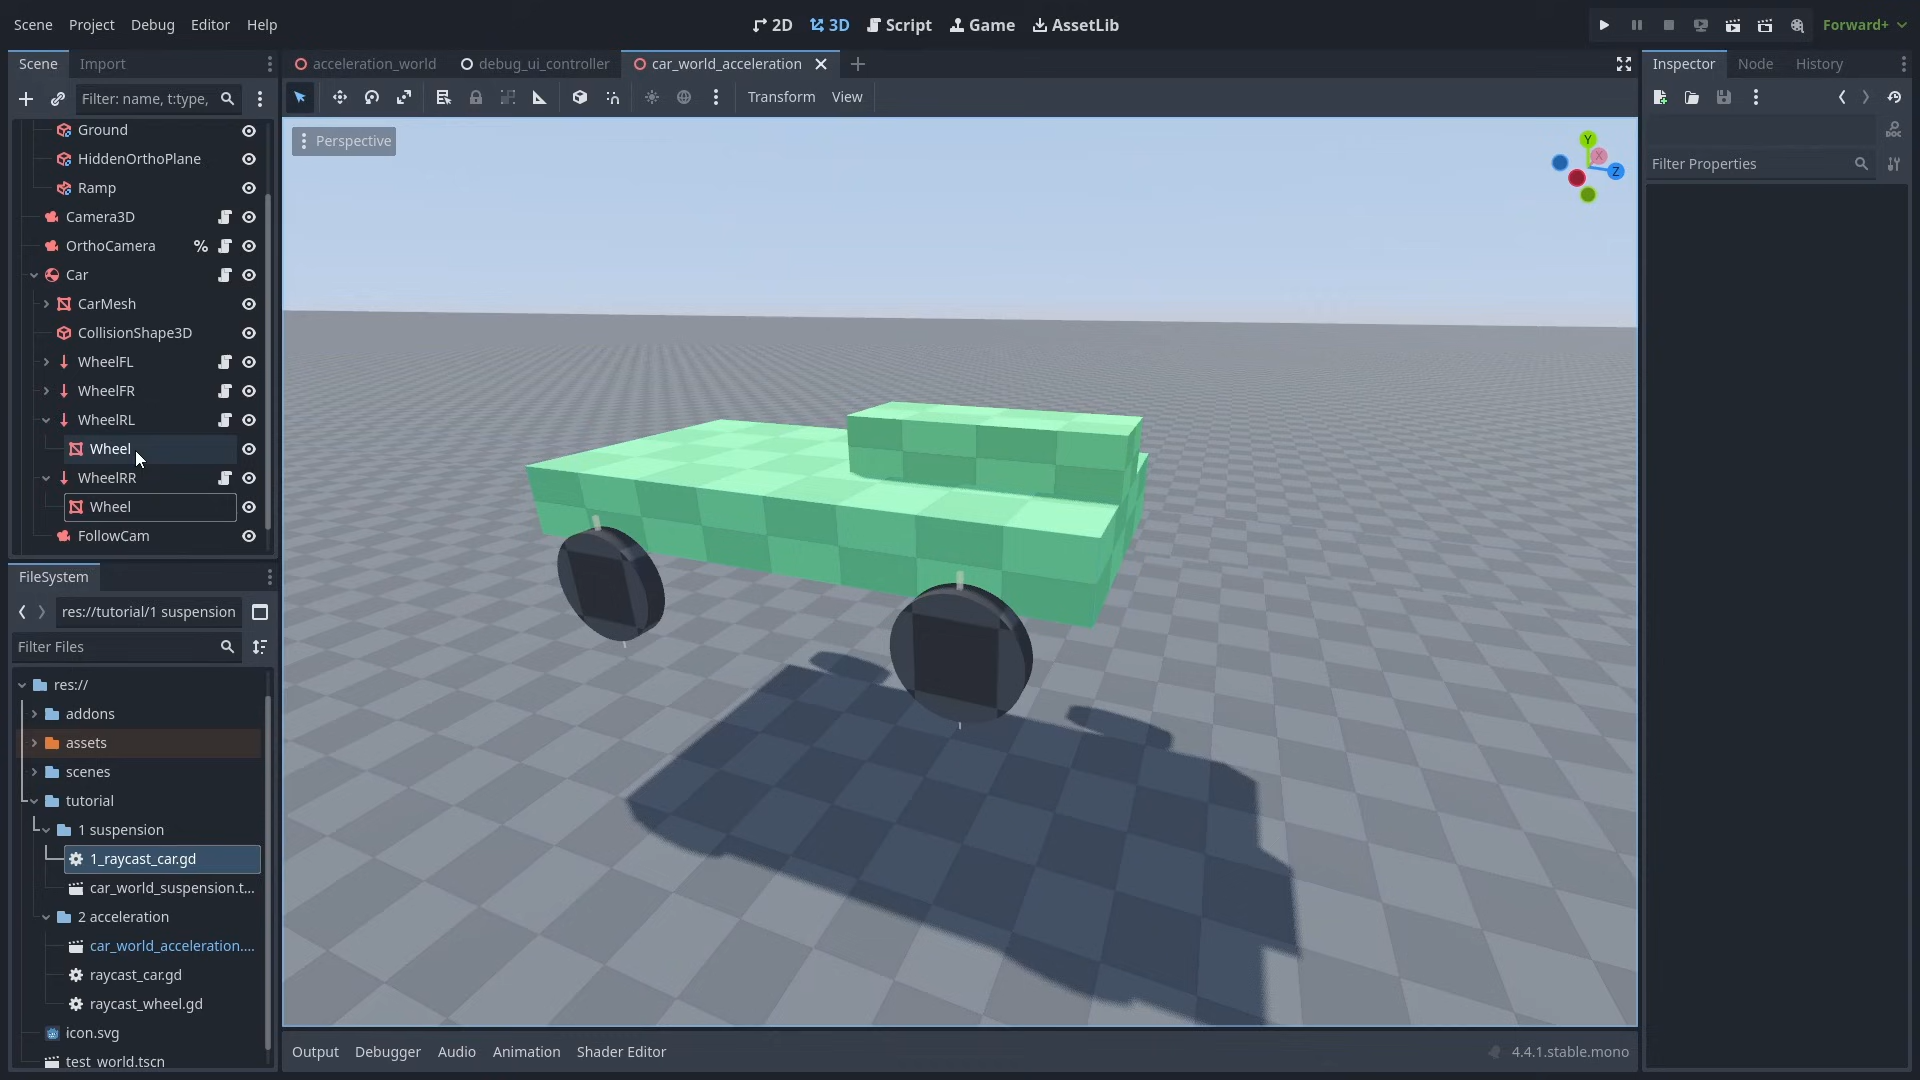 Scene Project Debug Editor Help
2D 3D Script Game AssetLib
Forward+
Scene Import
acceleration_world debug_ui_controller car_world_acceleration
Inspector Node History
Filter: name, t:type,
Transform View
Ground
HiddenOrthoPlane
Ramp
Camera3D
OrthoCamera %
Car
CarMesh
CollisionShape3D
WheelFL
WheelFR
WheelRL
Wheel
WheelRR
Wheel
FollowCam
Perspective
Y
X
Z
DOC
Filter Properties
FileSystem
res://tutorial/1 suspension
Filter Files
res://
addons
assets
scenes
tutorial
1 suspension
1_raycast_car.gd
car_world_suspension.t...
2 acceleration
car_world_acceleration....
raycast_car.gd
raycast_wheel.gd
icon.svg
test_world.tscn
Output Debugger Audio Animation Shader Editor
4.4.1.stable.mono